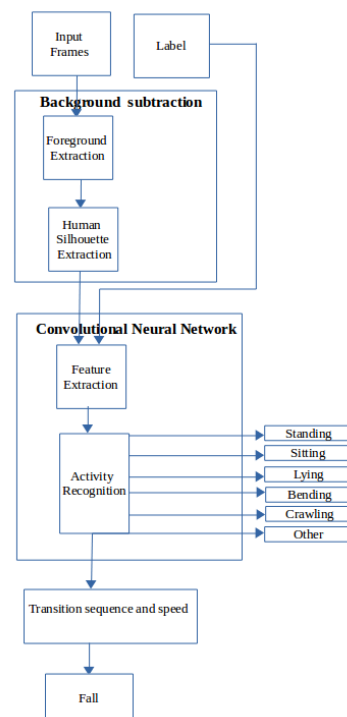 Input
Frames
Label
Background subtraction
Foreground
Extraction
Human
Silhouette
Extraction
Convolutional Neural Network
Feature
Extraction
Activity
Recognition
Standing
Sitting
Lying
Bending
Crawling
Other
Transition sequence and speed
Fall